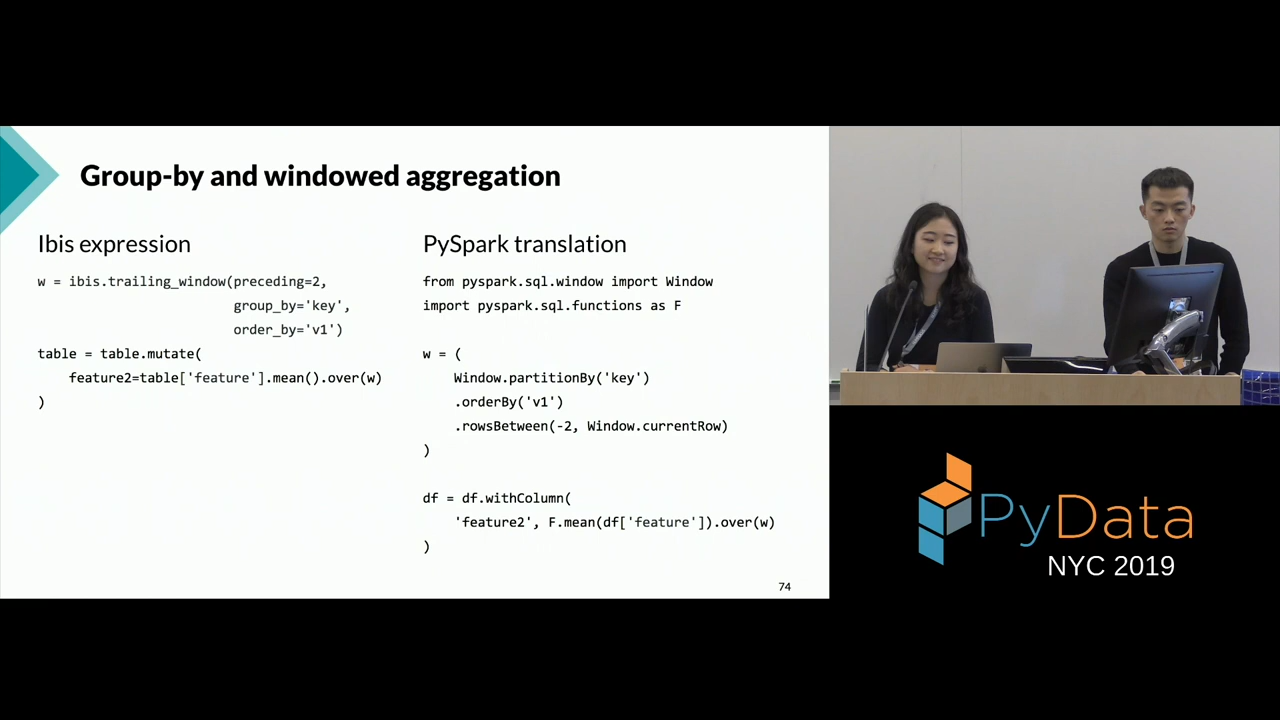 Group-by and windowed aggregation
Ibis expression
w = ibis.trailing_window(preceding=2,
                         group_by='key',
                         order_by='v1')
table = table.mutate(
    feature2=table['feature'].mean().over(w)
)
PySpark translation
from pyspark.sql.window import Window
import pyspark.sql.functions as F
w = (
    Window.partitionBy('key')
    .orderBy('v1')
    .rowsBetween(-2, Window.currentRow)
)
df = df.withColumn(
    'feature2', F.mean(df['feature']).over(w)
)
74
PyData
NYC 2019